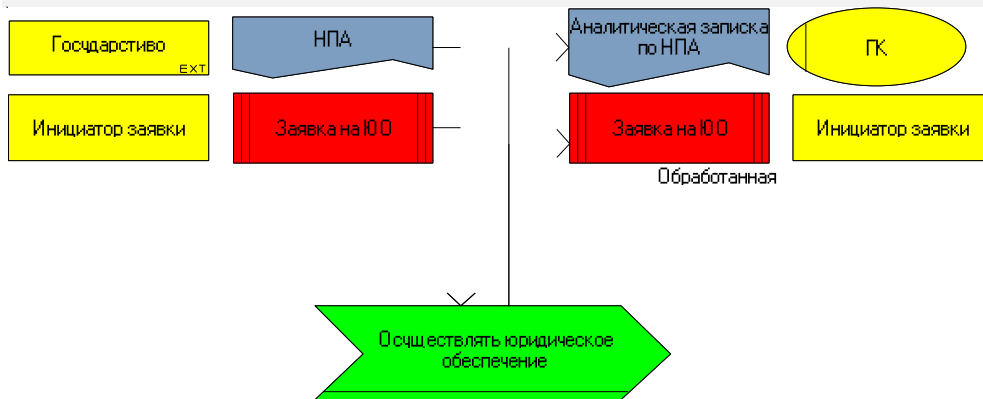 Государстиво
EXT
НПА
Аналитическая записка
по НПА
ГК
Инициатор заявки
Заявка на ЮО
Заявка на ЮО
Обработанная
Инициатор заявки
Осуществлять юридическое
обеспечение